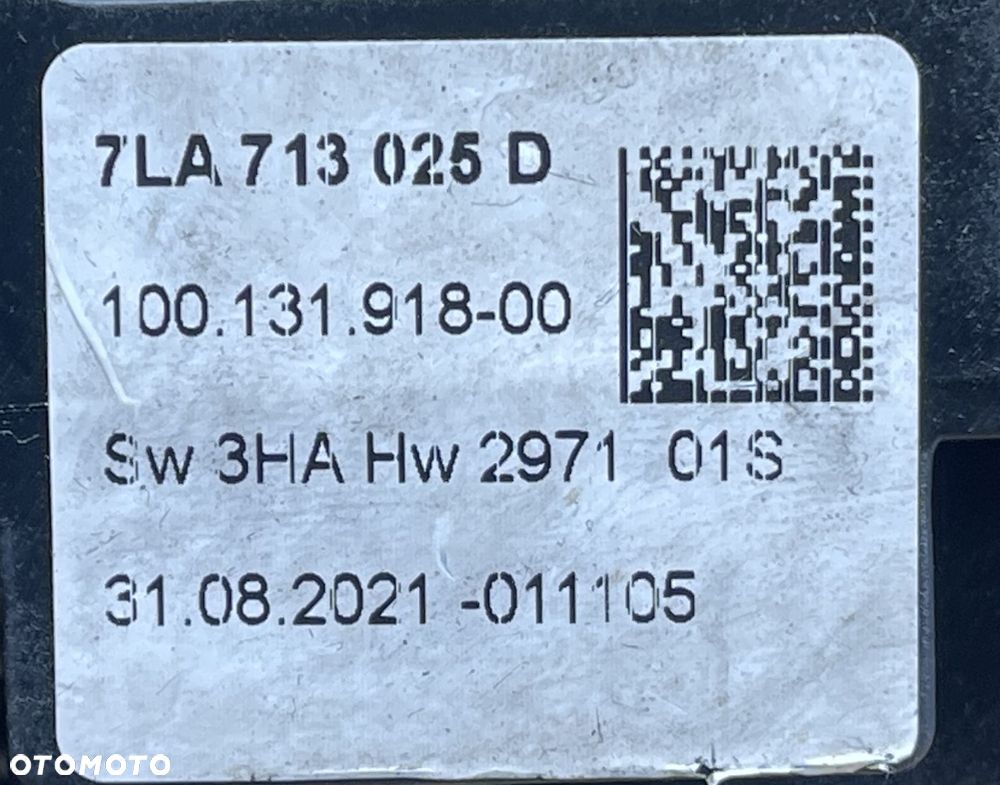 7LA 713 025 D
100.131.918-00
Sw 3HA Hw 2971 01S
31.08.2021 -011105
OTOMOTO